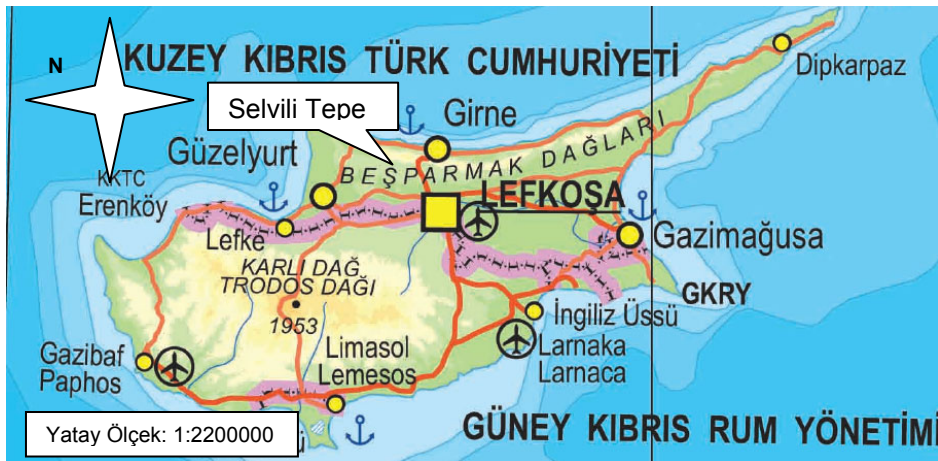 N
KUZEY KIBRIS TÜRK CUMHURİYETİ
Dipkarpaz
Selvili Tepe
Girne
Güzelyurt
BEŞPARMAK DAĞLARI
KKTC
Erenköy
LEFKOŞA
Lefke
Gazimağusa
KARLI DAĞ
TRODOS DAĞI
1953
GKRY
İngiliz Üssü
Larnaka
Larnaca
Gazibaf
Paphos
Limasol
Lemesos
Yatay Ölçek: 1:2200000
GÜNEY KIBRIS RUM YÖNETİMİ